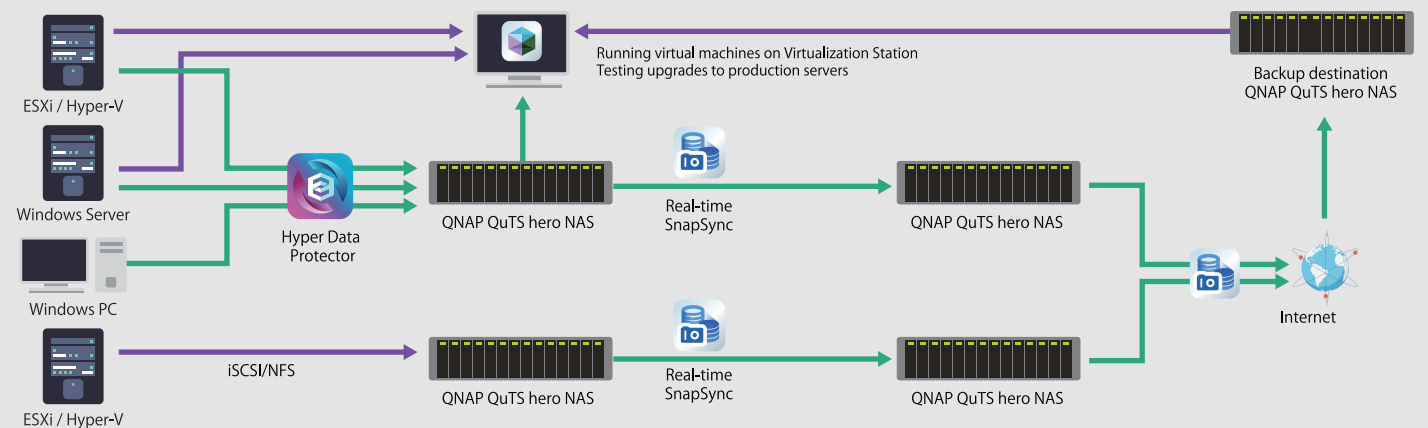 ESXi / Hyper-V
Running virtual machines on Virtualization Station
Testing upgrades to production servers
Backup destination
QNAP QuTS hero NAS
Windows Server
Hyper Data
Protector
QNAP QuTS hero NAS
Real-time
SnapSync
QNAP QuTS hero NAS
Windows PC
Internet
ESXi / Hyper-V
iSCSI/NFS
QNAP QuTS hero NAS
Real-time
SnapSync
QNAP QuTS hero NAS